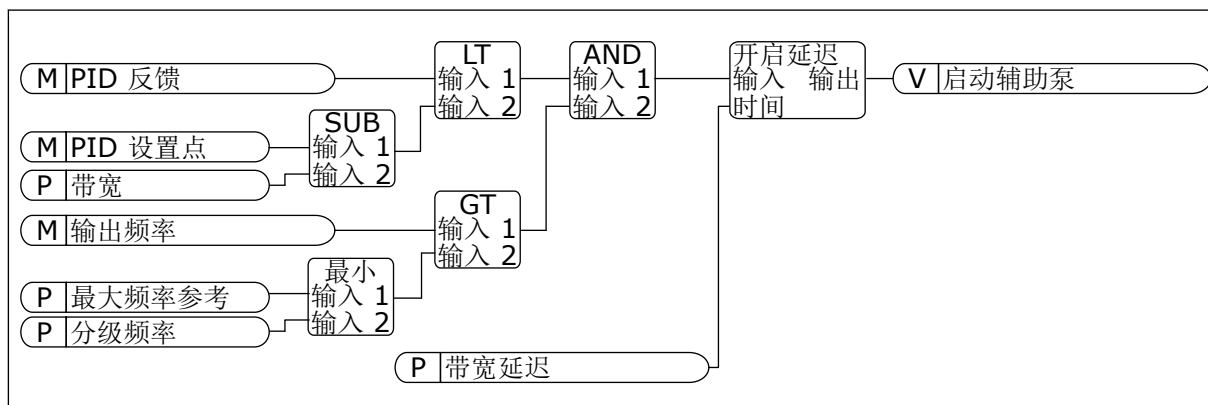 M PID 反馈
M PID 设置点
P 带宽
M 输出频率
P 最大频率参考
P 分级频率
SUB
输入 1
输入 2
最小
输入 1
输入 2
LT
输入 1
输入 2
GT
输入 1
输入 2
P 带宽延迟
AND
输入 1
输入 2
开启延迟
输入 输出
时间
V 启动辅助泵